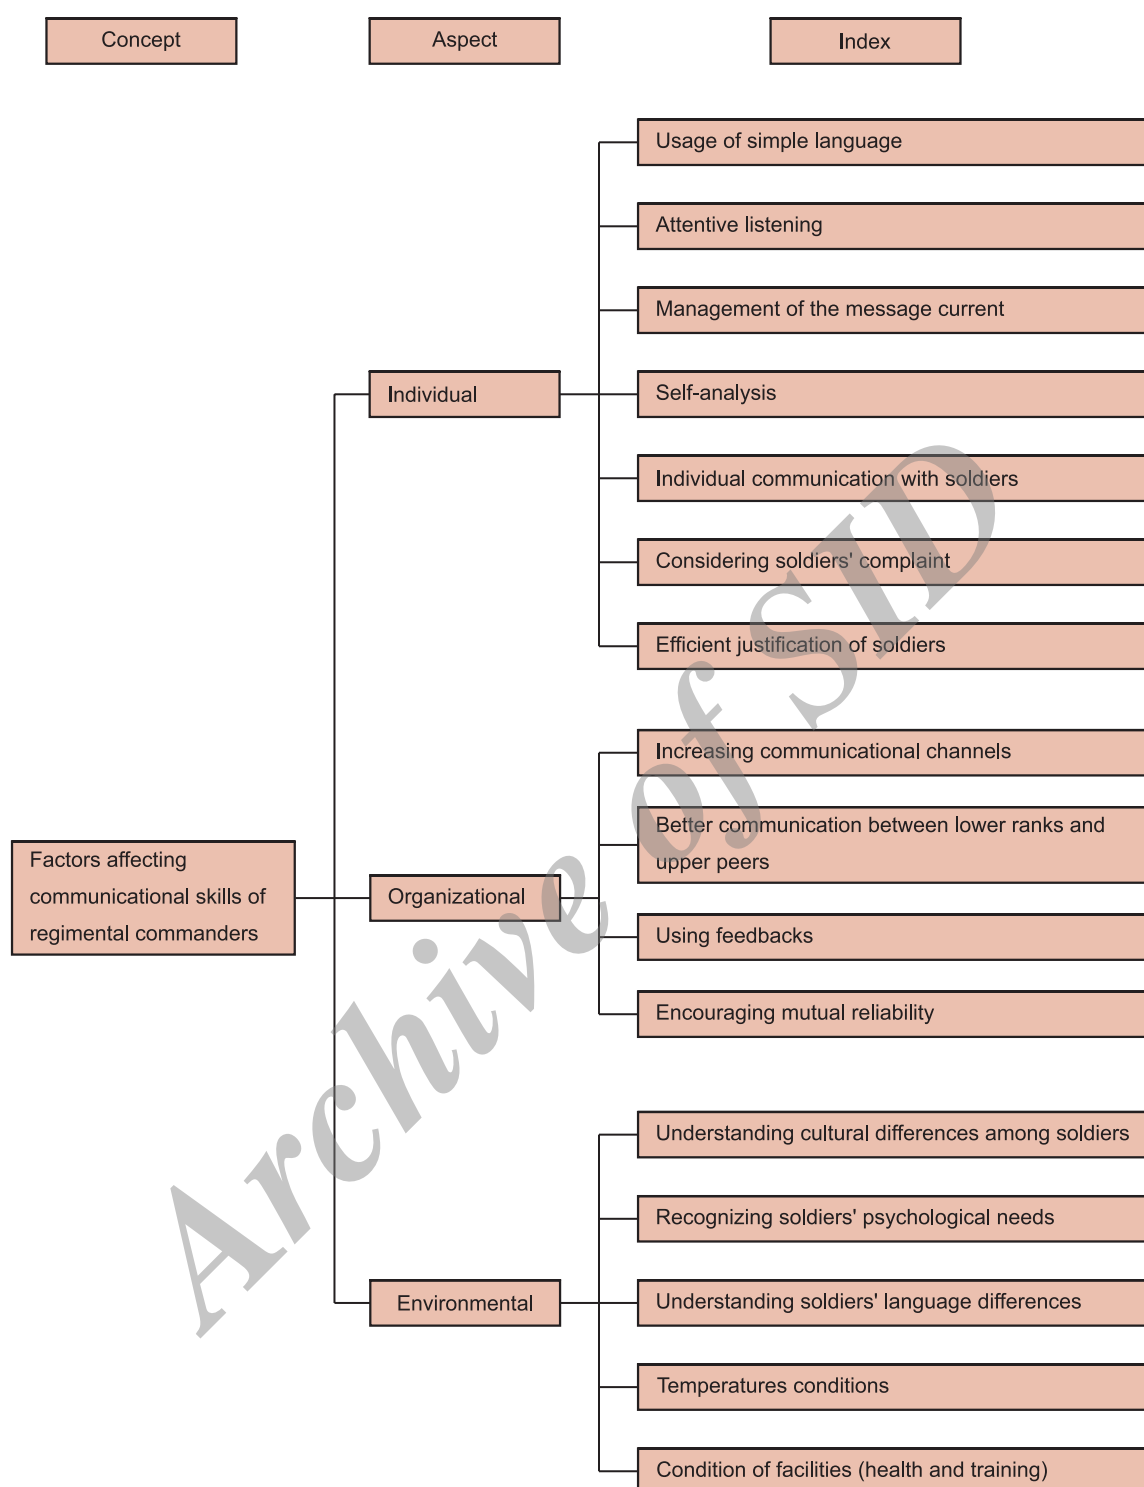 Concept
Aspect
Index
Usage of simple language
Attentive listening
Management of the message current
Individual
Self-analysis
Individual communication with soldiers
Considering soldiers' complaint
Efficient justification of soldiers
Increasing communicational channels
Better communication between lower ranks and
upper peers
Factors affecting
communicational skills of
regimental commanders
Organizational
Using feedbacks
Encouraging mutual reliability
Understanding cultural differences among soldiers
Recognizing soldiers' psychological needs
Environmental
Understanding soldiers' language differences
Temperatures conditions
Condition of facilities (health and training)
Archive of SID